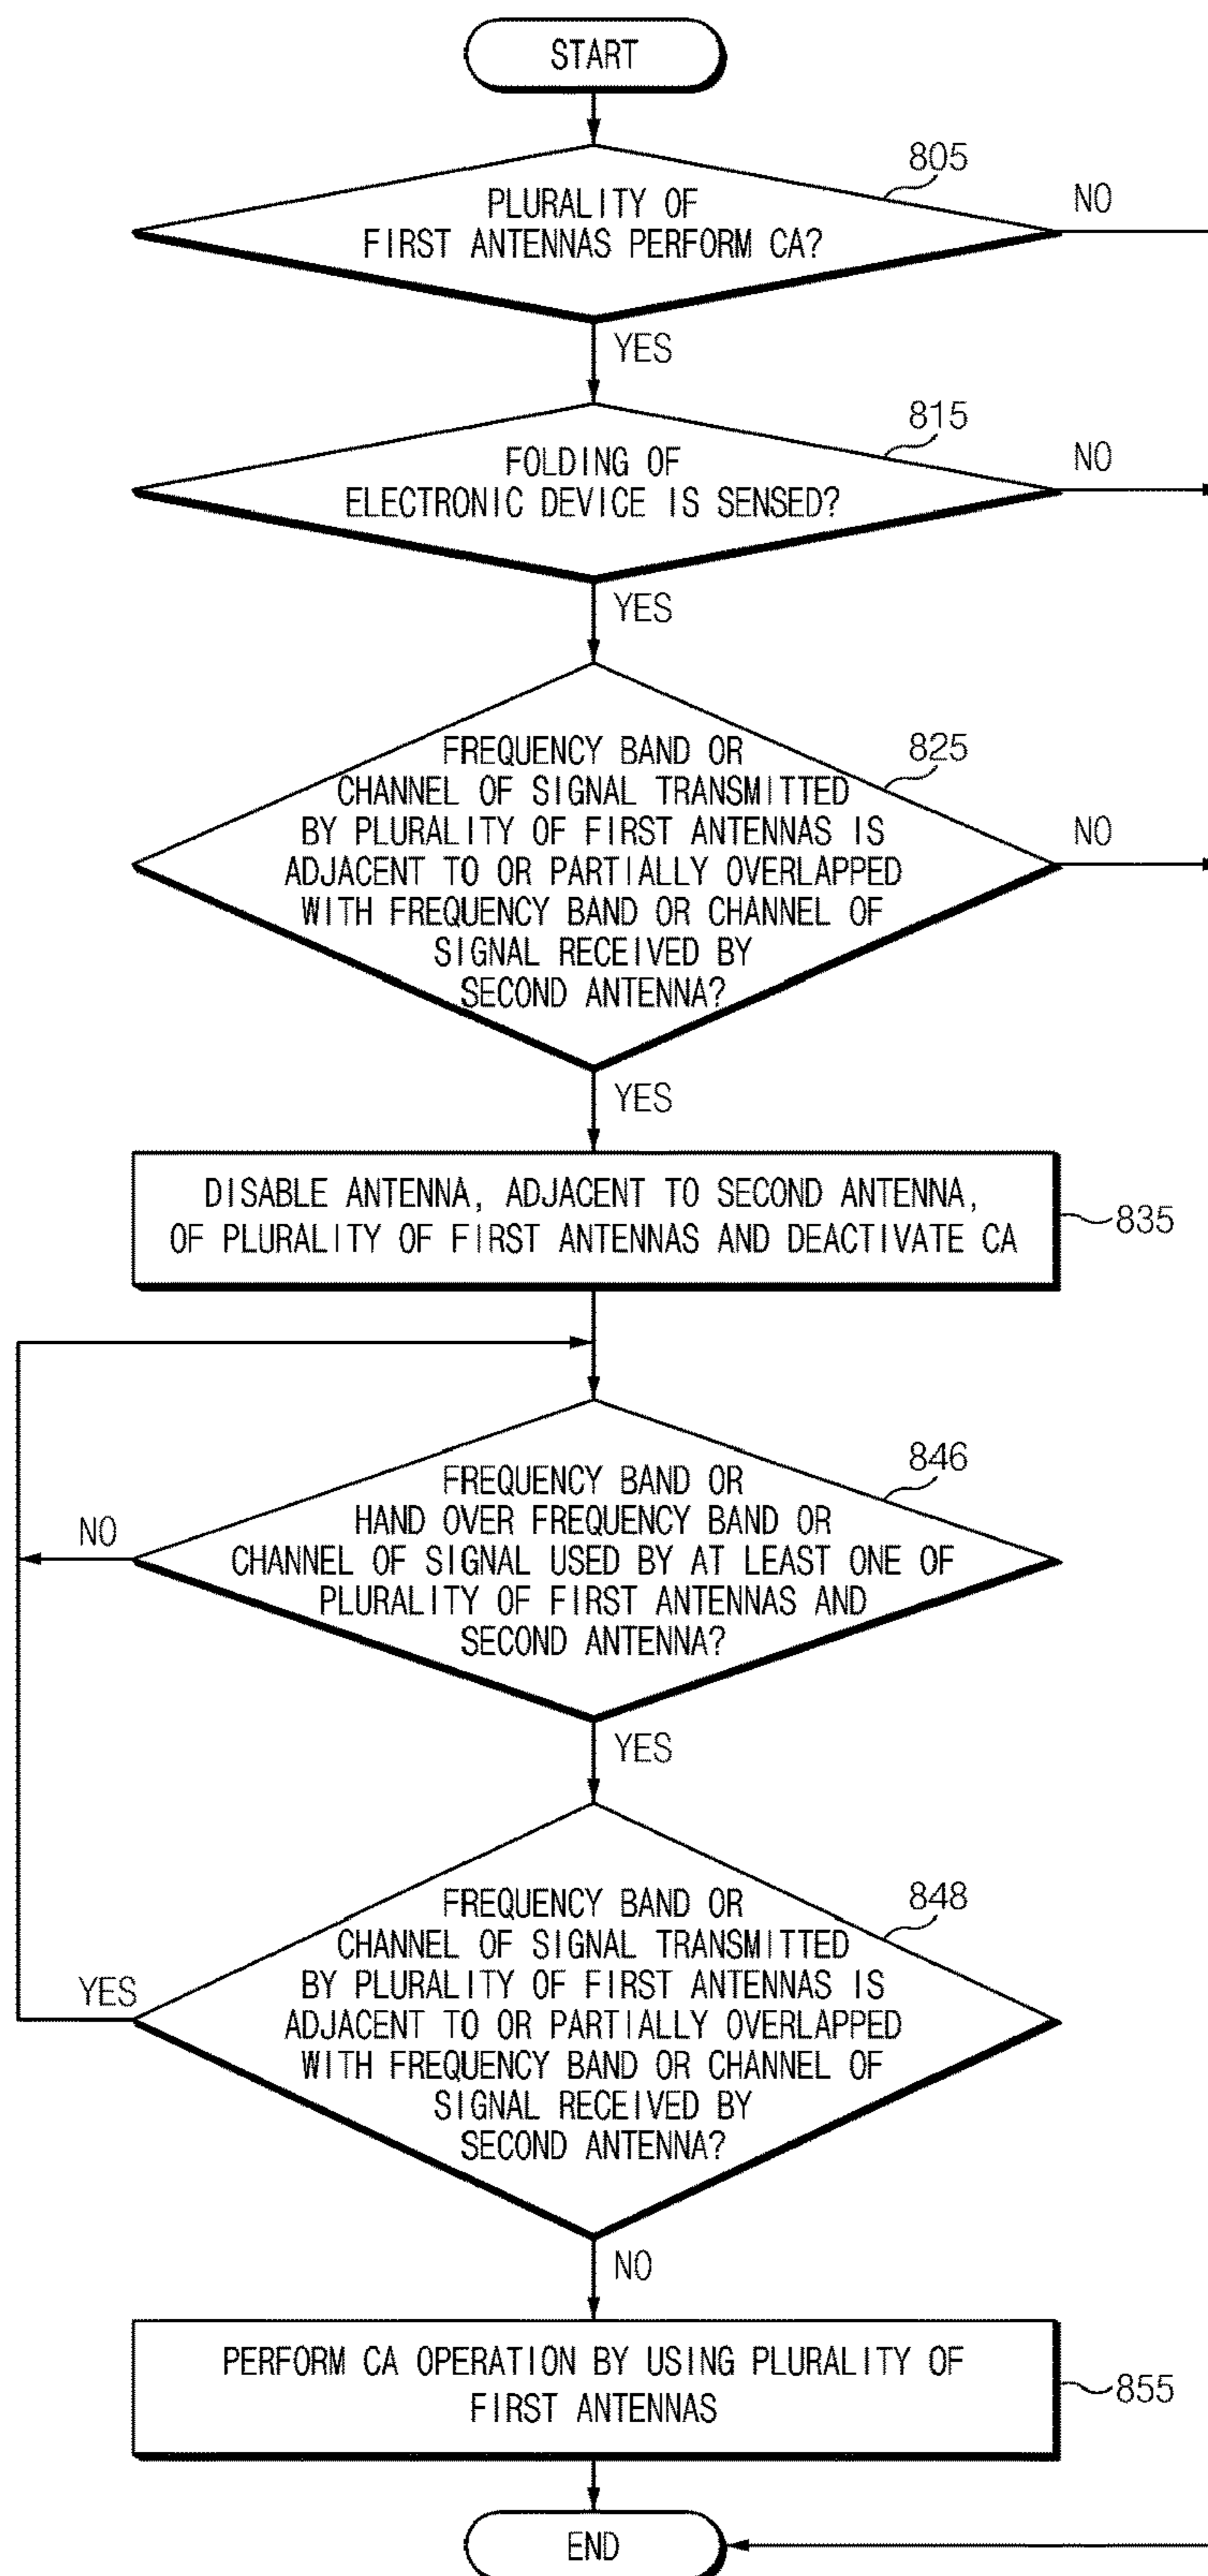 START
805
PLURALITY OF
FIRST ANTENNAS PERFORM CA?
NO
YES
815
FOLDING OF
ELECTRONIC DEVICE IS SENSED?
NO
YES
825
FREQUENCY BAND OR
CHANNEL OF SIGNAL TRANSMITTED
BY PLURALITY OF FIRST ANTENNAS IS
ADJACENT TO OR PARTIALLY OVERLAPPED
WITH FREQUENCY BAND OR CHANNEL OF
SIGNAL RECEIVED BY
SECOND ANTENNA?
NO
YES
DISABLE ANTENNA, ADJACENT TO SECOND ANTENNA,
OF PLURALITY OF FIRST ANTENNAS AND DEACTIVATE CA
835
846
FREQUENCY BAND OR
HAND OVER FREQUENCY BAND OR
CHANNEL OF SIGNAL USED BY AT LEAST ONE OF
PLURALITY OF FIRST ANTENNAS AND
SECOND ANTENNA?
NO
YES
848
FREQUENCY BAND OR
CHANNEL OF SIGNAL TRANSMITTED
BY PLURALITY OF FIRST ANTENNAS IS
ADJACENT TO OR PARTIALLY OVERLAPPED
WITH FREQUENCY BAND OR CHANNEL OF
SIGNAL RECEIVED BY
SECOND ANTENNA?
YES
NO
PERFORM CA OPERATION BY USING PLURALITY OF
FIRST ANTENNAS
855
END